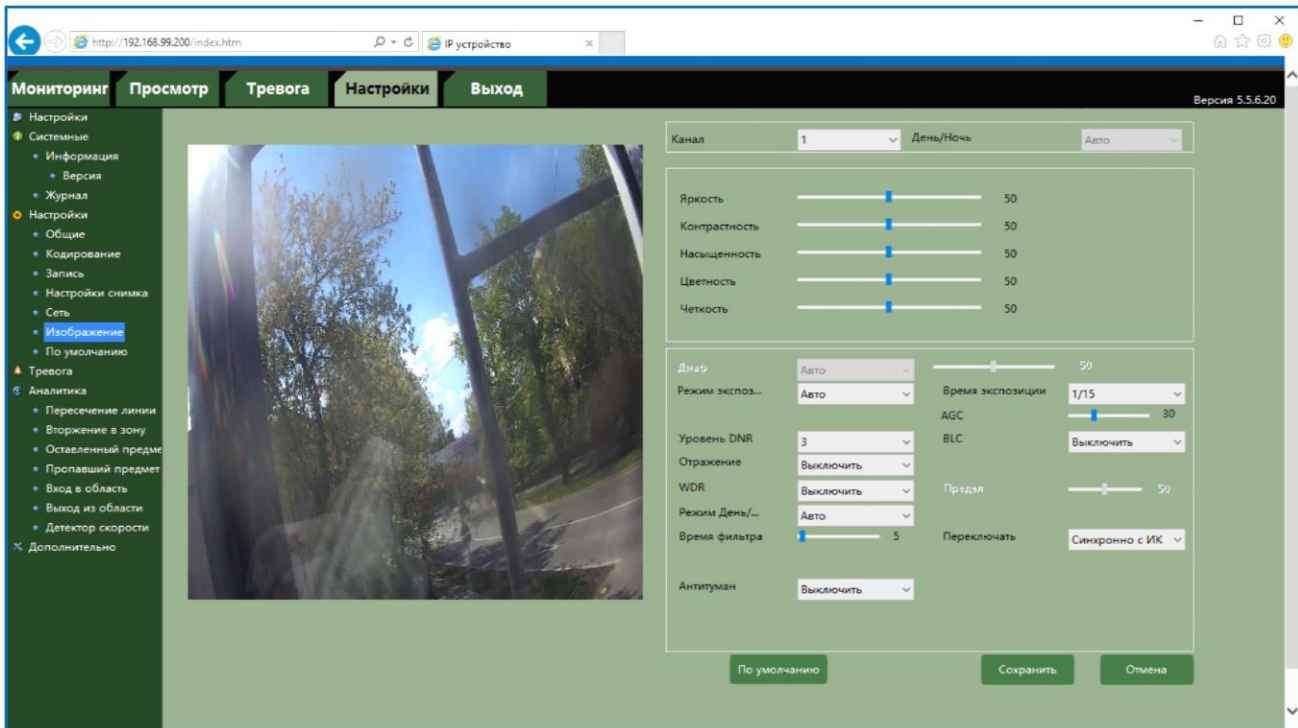 http://192.168.99.200/index.htm
IP устройство
Мониторинг Просмотр Тревога Настройки Выход
Версия 5.5.6.20
Настройки
Системные
Информация
Версия
Журнал
Настройки
Общие
Кодирование
Запись
Настройки снимка
Сеть
Изображение
По умолчанию
Тревога
Аналитика
Пересечение линии
Вторжение в зону
Оставленный предме
Пропавший предмет
Вход в область
Выход из области
Детектор скорости
Дополнительно
Канал 1 День/Ночь Авто
Яркость 50
Контрастность 50
Насыщенность 50
Цветность 50
Четкость 50
Диаф Авто 50
Режим экспоз... Авто Время экспозиции 1/15
AGC 30
Уровень DNR 3 BLC Выключить
Отражение Выключить
WDR Выключить Предел 50
Режим День/... Авто
Время фильтра 5 Переключать Синхронно с ИК
Антитуман Выключить
По умолчанию Сохранить Отмена